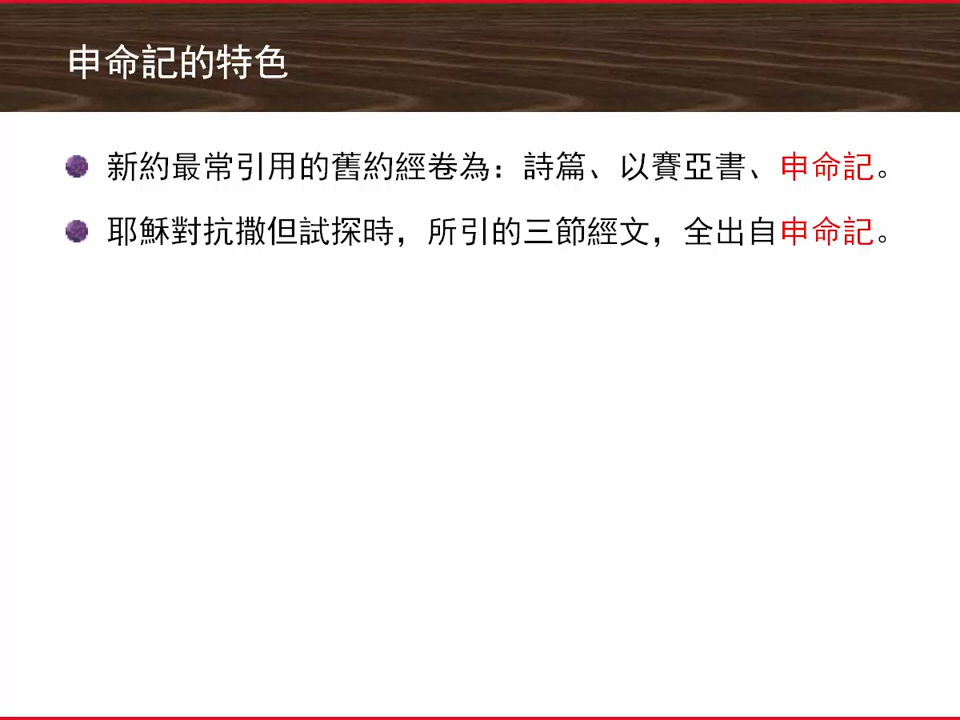 申命記的特色
新約最常引用的舊約經卷為：詩篇、以賽亞書、申命記。
耶穌對抗撒但試探時，所引的三節經文，全出自申命記。